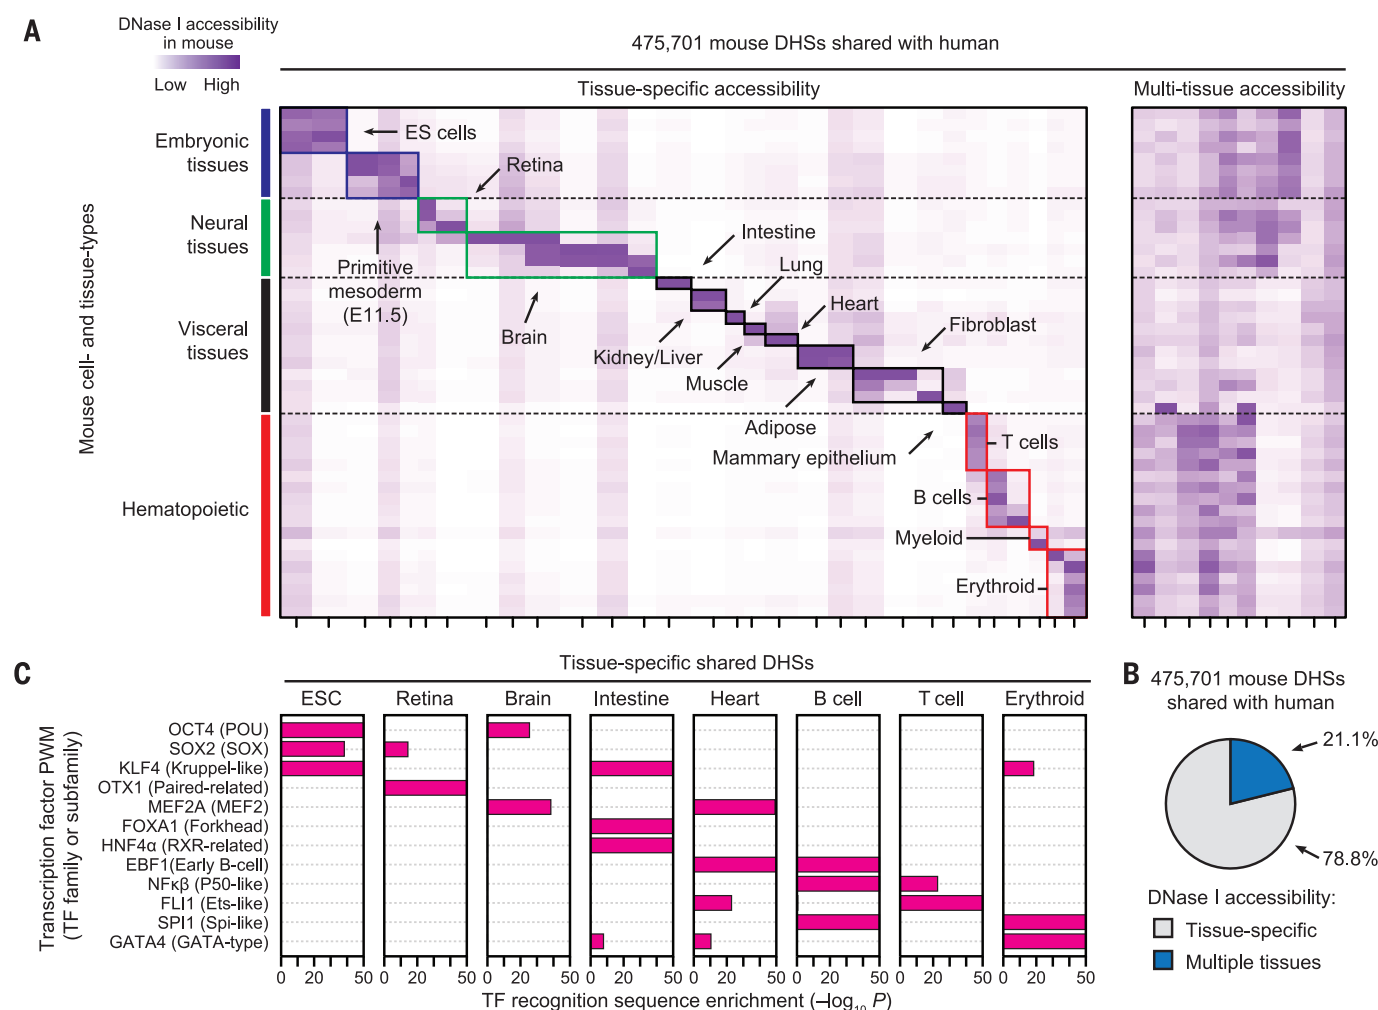 A
DNase I accessibility
in mouse
Low High
475,701 mouse DHSs shared with human
Tissue-specific accessibility
Multi-tissue accessibility
Mouse cell- and tissue-types
Embryonic
tissues
Neural
tissues
Visceral
tissues
Hematopoietic
ES cells
Retina
Primitive
mesoderm
(E11.5)
Brain
Intestine
Lung
Heart
Kidney/Liver
Muscle
Fibroblast
Adipose
Mammary epithelium
T cells
B cells
Myeloid
Erythroid
C
Tissue-specific shared DHSs
ESC Retina Brain Intestine Heart B cell T cell Erythroid
Transcription factor PWM
(TF family or subfamily)
OCT4 (POU)
SOX2 (SOX)
KLF4 (Kruppel-like)
OTX1 (Paired-related)
MEF2A (MEF2)
FOXA1 (Forkhead)
HNF4α (RXR-related)
EBF1(Early B-cell)
NFκβ (P50-like)
FLI1 (Ets-like)
SPI1 (Spi-like)
GATA4 (GATA-type)
0 20 50 0 20 50 0 20 50 0 20 50 0 20 50 0 20 50 0 20 50 0 20 50
TF recognition sequence enrichment (–log10 P)
B
475,701 mouse DHSs
shared with human
21.1%
78.8%
DNase I accessibility:
Tissue-specific
Multiple tissues